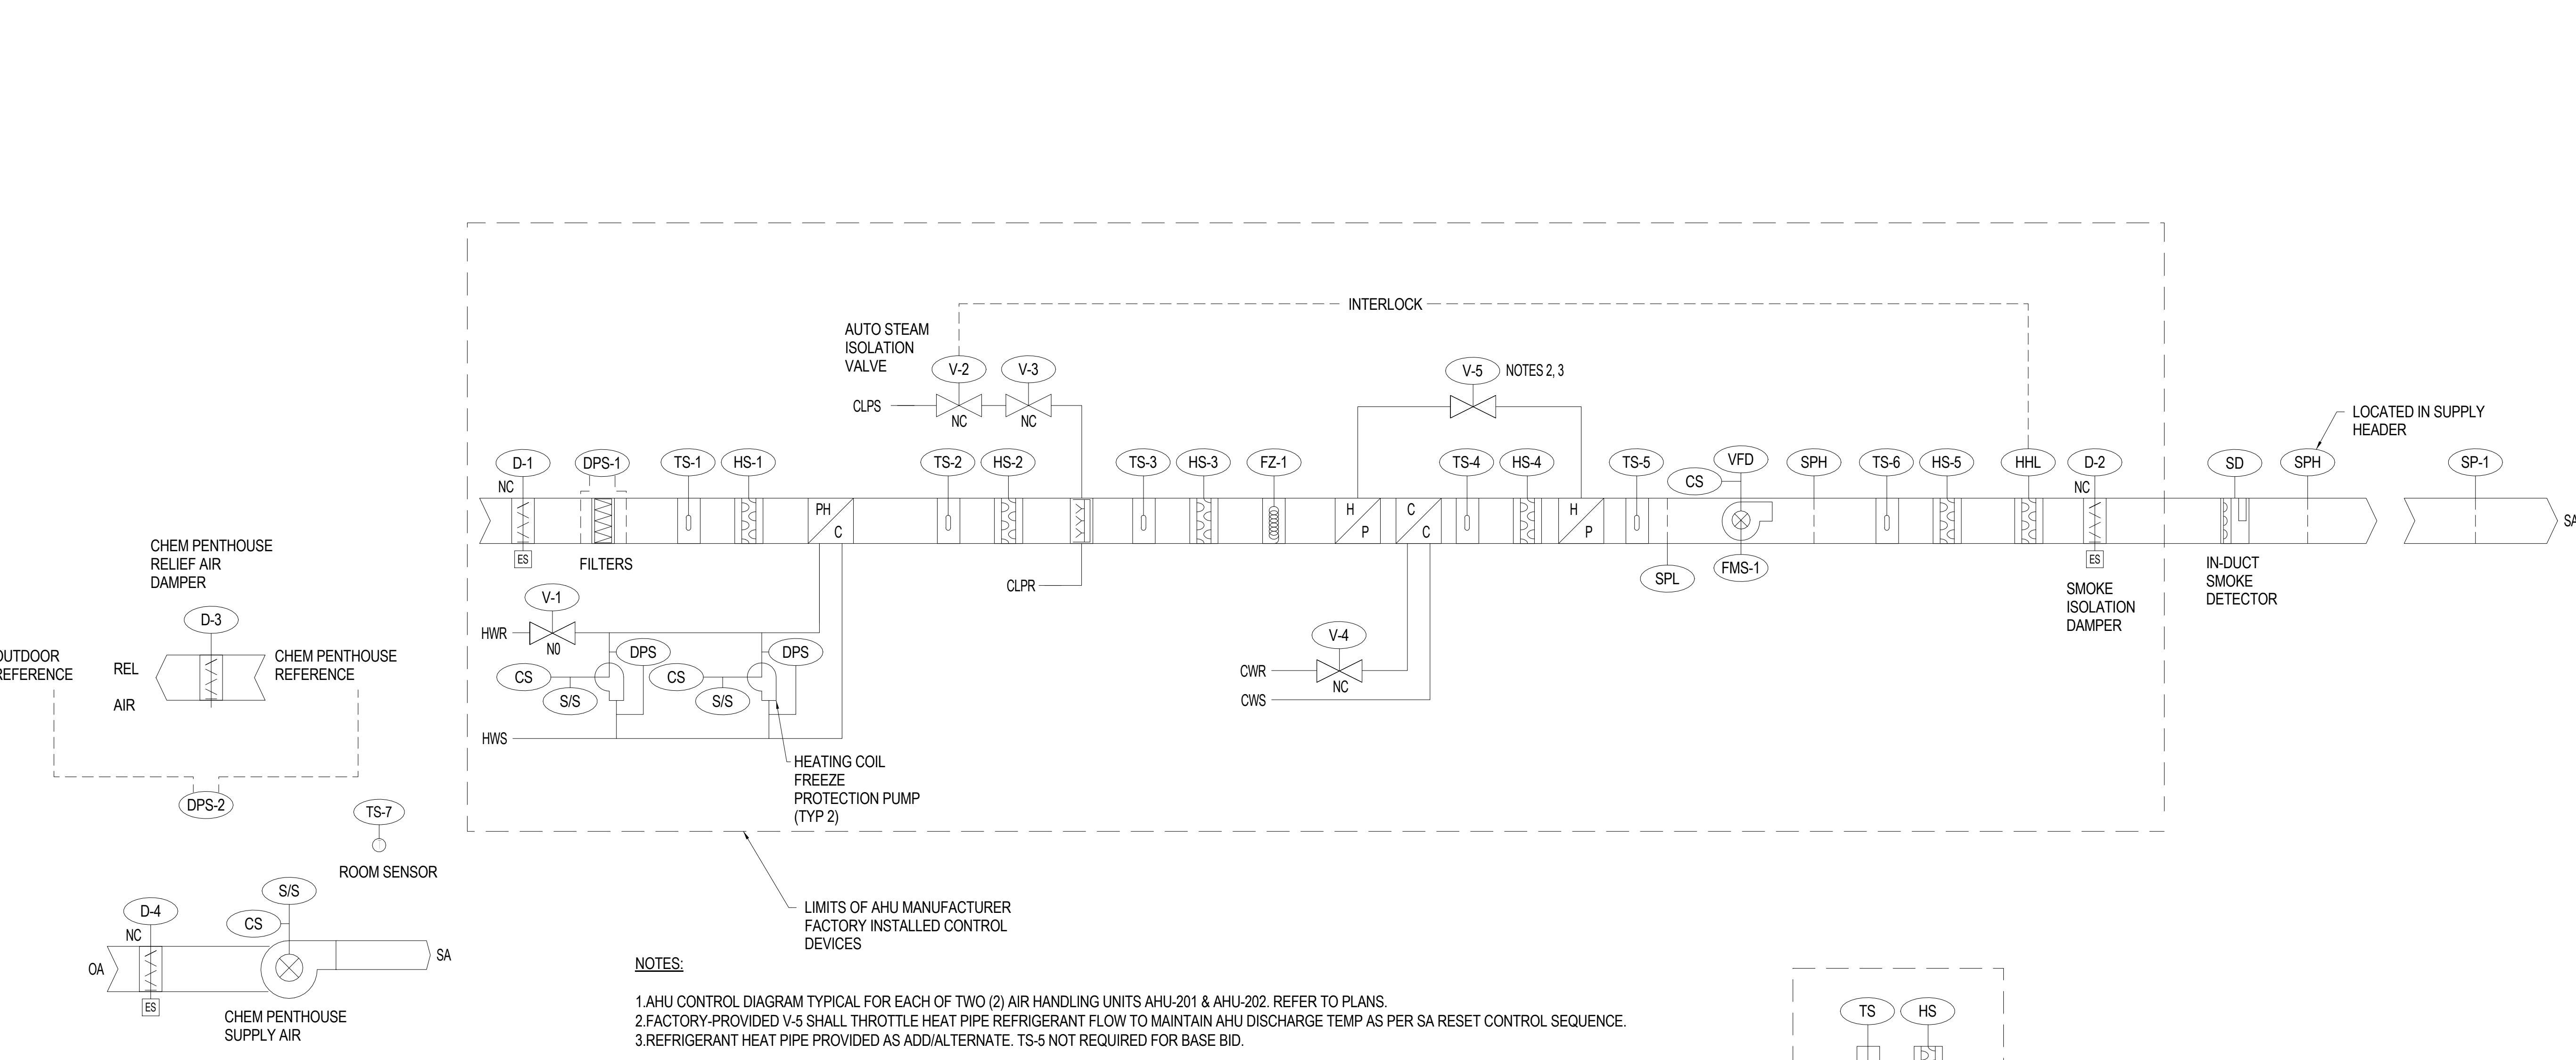 INTERLOCK
AUTO STEAM
ISOLATION
VALVE
V-2
V-3
V-5
NOTES 2, 3
CLPS
NC
NC
LOCATED IN SUPPLY
HEADER
D-1
DPS-1
TS-1
HS-1
TS-2
HS-2
TS-3
HS-3
FZ-1
TS-4
HS-4
TS-5
CS
VFD
SPH
TS-6
HS-5
HHL
D-2
SD
SPH
SP-1
NC
NC
PH
C
H
P
C
C
H
P
SA
ES
FILTERS
CLPR
SPL
FMS-1
ES
SMOKE
ISOLATION
DAMPER
IN-DUCT
SMOKE
DETECTOR
CHEM PENTHOUSE
RELIEF AIR
DAMPER
D-3
OUTDOOR
REFERENCE
REL
AIR
CHEM PENTHOUSE
REFERENCE
DPS-2
V-1
HWR
N0
DPS
DPS
CS
CS
S/S
S/S
HWS
HEATING COIL
FREEZE
PROTECTION PUMP
(TYP 2)
V-4
CWR
NC
CWS
TS-7
ROOM SENSOR
S/S
D-4
CS
NC
OA
SA
ES
CHEM PENTHOUSE
SUPPLY AIR
LIMITS OF AHU MANUFACTURER
FACTORY INSTALLED CONTROL
DEVICES
NOTES:
1.AHU CONTROL DIAGRAM TYPICAL FOR EACH OF TWO (2) AIR HANDLING UNITS AHU-201 & AHU-202. REFER TO PLANS.
2.FACTORY-PROVIDED V-5 SHALL THROTTLE HEAT PIPE REFRIGERANT FLOW TO MAINTAIN AHU DISCHARGE TEMP AS PER SA RESET CONTROL SEQUENCE.
3.REFRIGERANT HEAT PIPE PROVIDED AS ADD/ALTERNATE. TS-5 NOT REQUIRED FOR BASE BID.
TS
HS